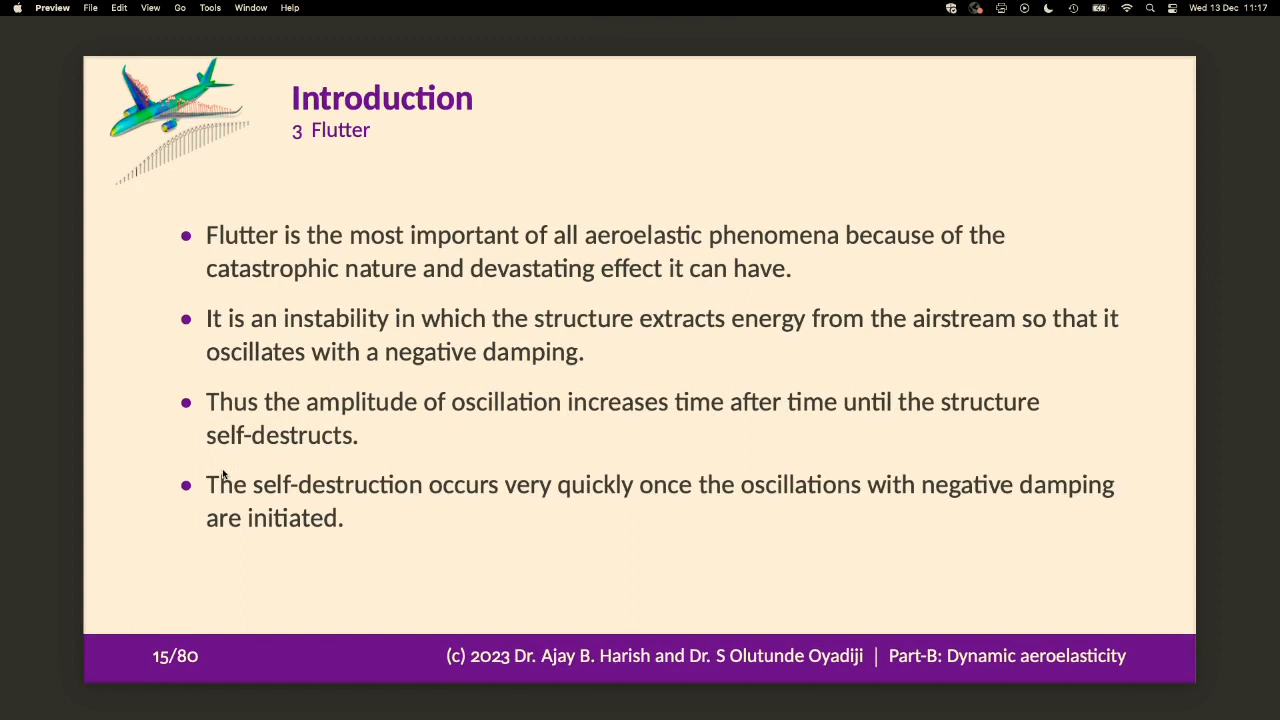 Preview File Edit View Go Tools Window Help Wed 13 Dec 11:17
Introduction
3 Flutter
• Flutter is the most important of all aeroelastic phenomena because of the
catastrophic nature and devastating effect it can have.
• It is an instability in which the structure extracts energy from the airstream so that it
oscillates with a negative damping.
• Thus the amplitude of oscillation increases time after time until the structure
self-destructs.
• The self-destruction occurs very quickly once the oscillations with negative damping
are initiated.
15/80 (c) 2023 Dr. Ajay B. Harish and Dr. S Olutunde Oyadiji | Part-B: Dynamic aeroelasticity